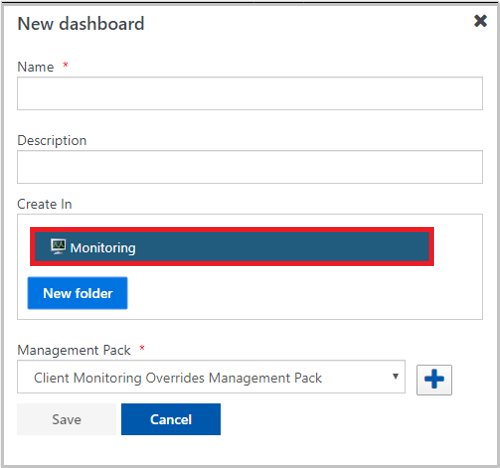 New dashboard
Name *
Description
Create In
Monitoring
New folder
Management Pack *
Client Monitoring Overrides Management Pack
Save Cancel